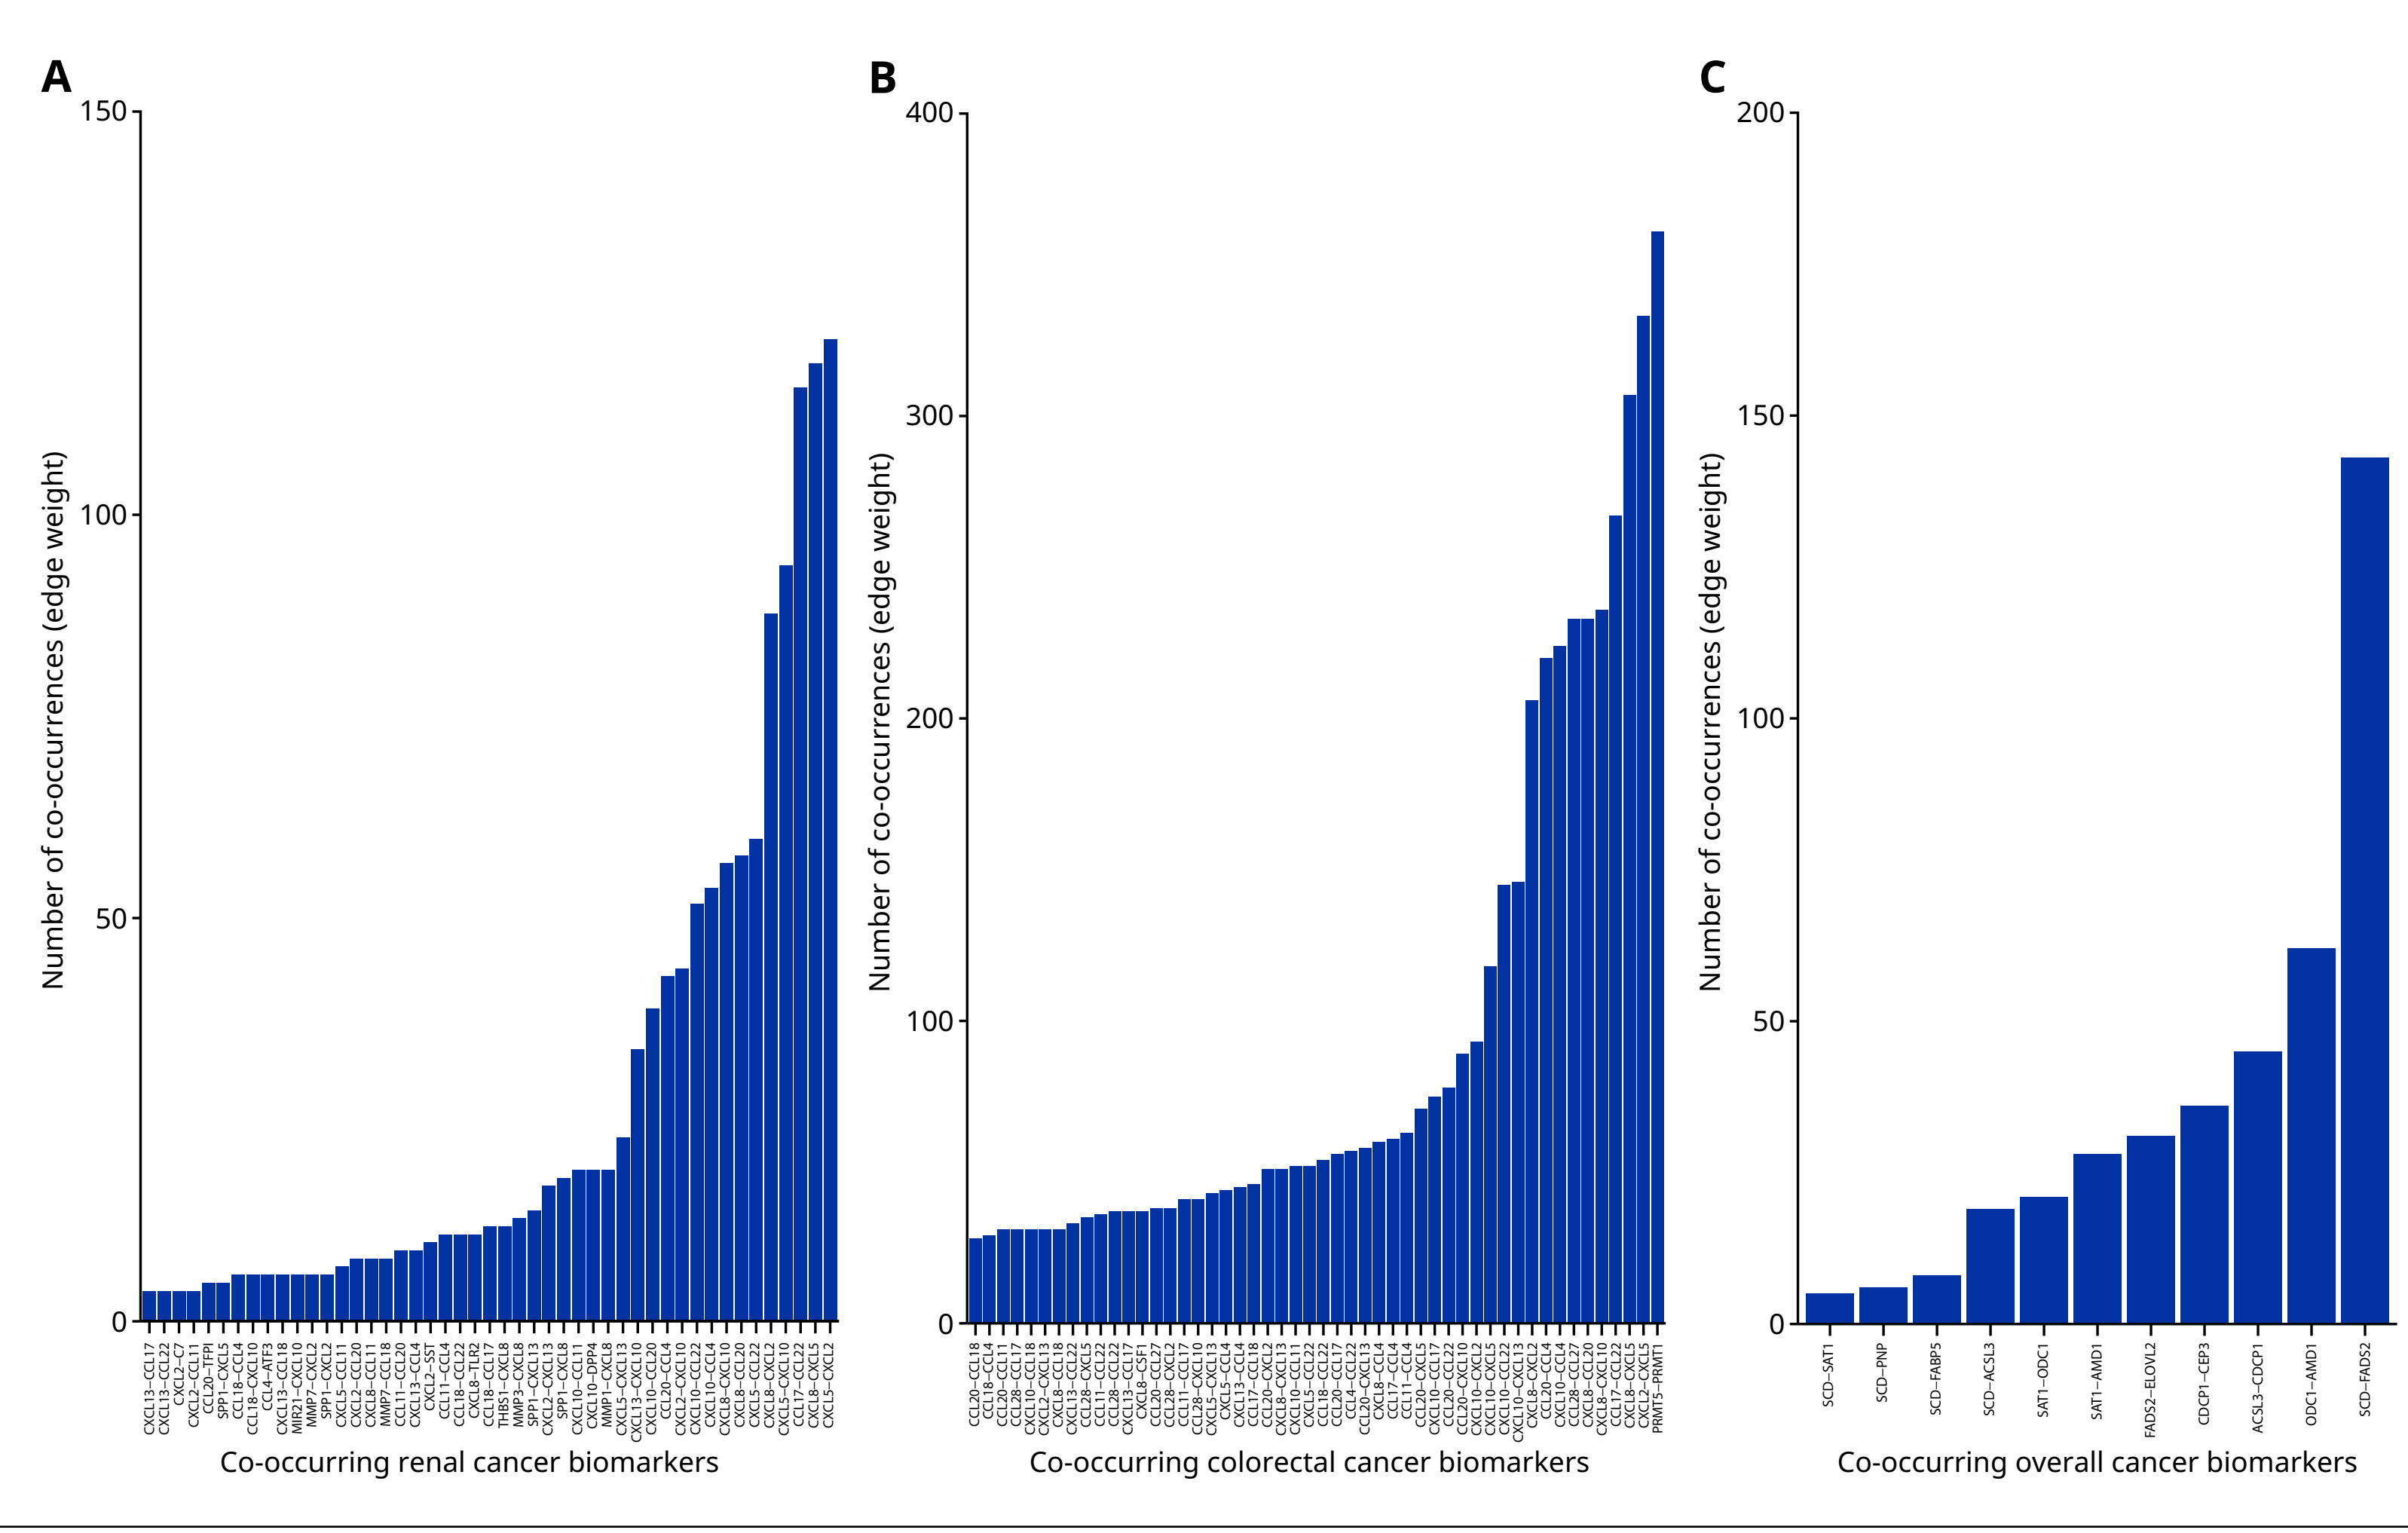 A
150
100
50
0
Number of co-occurrences (edge weight)
CXCL13–CCL17
CXCL13–CCL22
CXCL2–C7
CXCL2–CCL11
CCL20–TFPI
SPP1–CXCL5
CCL18–CCL4
CCL18–CXCL10
CCL4–ATF3
CXCL13–CCL18
MIR21–CXCL10
MMP7–CXCL2
SPP1–CXCL2
CXCL5–CCL11
CXCL2–CCL20
CXCL8–CCL11
MMP7–CCL18
CCL11–CCL20
CXCL13–CCL4
CXCL2–SST
CCL11–CCL4
CCL18–CCL22
CXCL8–TLR2
CCL18–CCL17
THBS1–CXCL8
MMP3–CXCL8
SPP1–CXCL13
CXCL2–CXCL13
SPP1–CXCL8
CXCL10–CCL11
CXCL10–DPP4
MMP1–CXCL8
CXCL5–CXCL13
CXCL13–CXCL10
CXCL10–CCL20
CCL20–CCL4
CXCL2–CXCL10
CXCL10–CCL22
CXCL10–CCL4
CXCL8–CXCL10
CXCL8–CCL20
CXCL5–CCL22
CXCL8–CXCL2
CXCL5–CXCL10
CCL17–CCL22
CXCL8–CXCL5
CXCL5–CXCL2
Co-occurring renal cancer biomarkers
B
400
300
200
100
0
Number of co-occurrences (edge weight)
CCL20–CCL18
CCL18–CCL4
CCL20–CCL11
CCL28–CCL17
CXCL10–CCL18
CXCL2–CXCL13
CXCL8–CCL18
CXCL13–CCL22
CCL28–CXCL5
CCL11–CCL22
CCL28–CCL22
CXCL13–CCL17
CXCL8–CSF1
CCL20–CCL27
CCL28–CXCL2
CCL11–CCL17
CCL28–CXCL10
CXCL5–CXCL13
CXCL5–CCL4
CXCL13–CCL4
CCL17–CCL18
CCL20–CXCL2
CXCL8–CXCL13
CXCL10–CCL11
CXCL5–CCL22
CCL18–CCL22
CCL20–CCL17
CCL4–CCL22
CCL20–CXCL13
CXCL8–CCL4
CCL17–CCL4
CCL11–CCL4
CCL20–CXCL5
CXCL10–CCL17
CCL20–CCL22
CCL20–CXCL10
CXCL10–CXCL2
CXCL10–CXCL5
CXCL10–CCL22
CXCL10–CXCL13
CXCL8–CXCL2
CCL20–CCL4
CXCL10–CCL4
CCL28–CCL27
CXCL8–CCL20
CXCL8–CXCL10
CCL17–CCL22
CXCL8–CXCL5
CXCL2–CXCL5
PRMT5–PRMT1
Co-occurring colorectal cancer biomarkers
C
200
150
100
50
0
Number of co-occurrences (edge weight)
SCD–SAT1
SCD–PNP
SCD–FABP5
SCD–ACSL3
SAT1–ODC1
SAT1–AMD1
FADS2–ELOVL2
CDCP1–CEP3
ACSL3–CDCP1
ODC1–AMD1
SCD–FADS2
Co-occurring overall cancer biomarkers